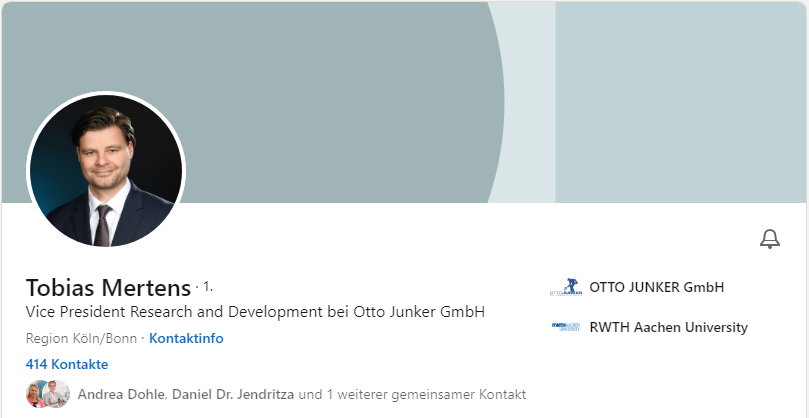 Tobias Mertens · 1.
Vice President Research and Development bei Otto Junker GmbH
Region Köln/Bonn · Kontaktinfo
414 Kontakte
Andrea Dohle, Daniel Dr. Jendritza und 1 weiterer gemeinsamer Kontakt
OTTO JUNKER GmbH
RWTH Aachen University